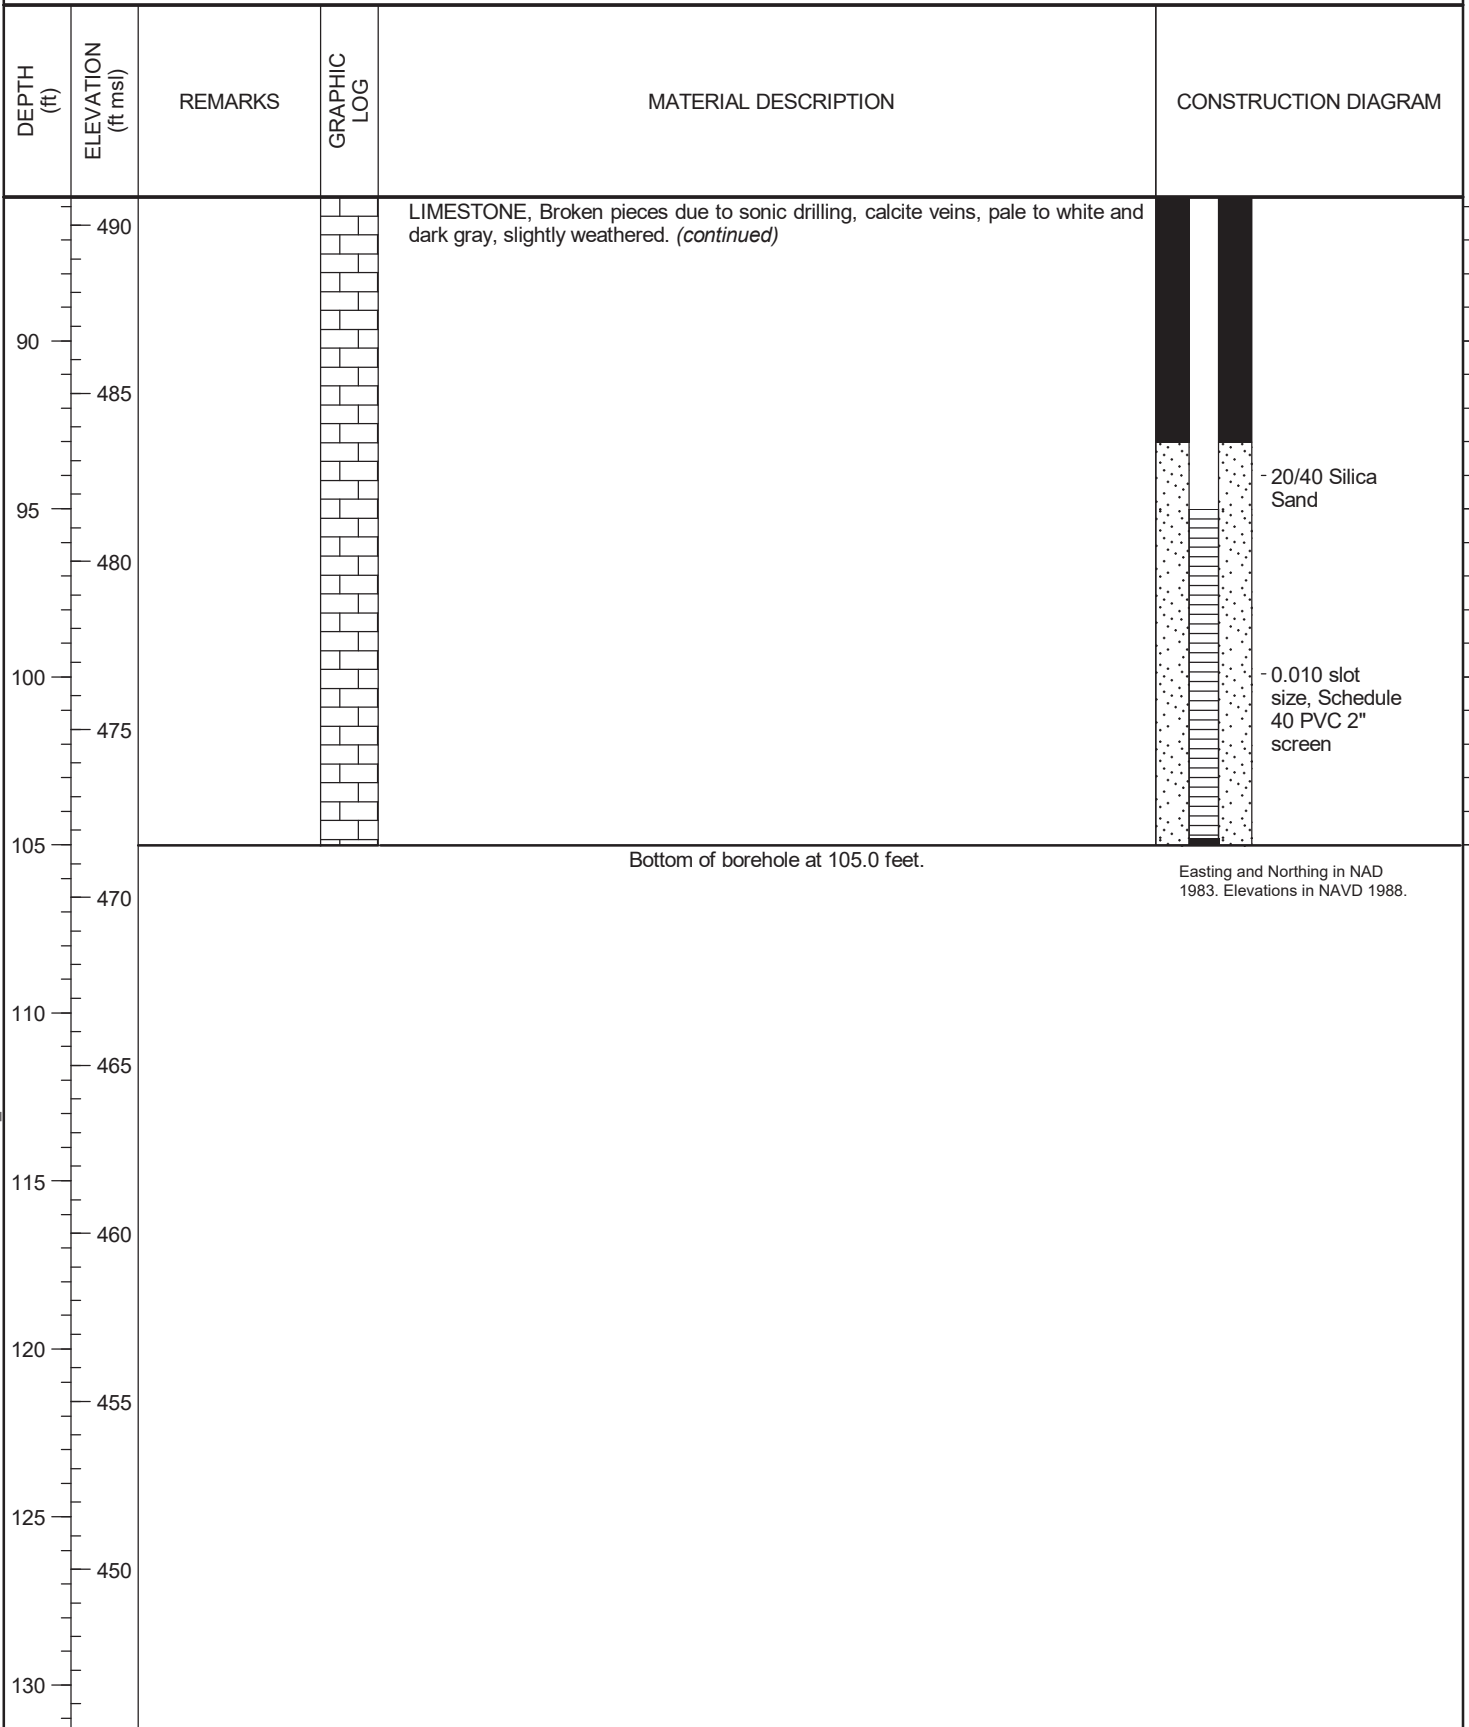 DEPTH
(ft)
ELEVATION
(ft msl)
REMARKS
GRAPHIC
LOG
MATERIAL DESCRIPTION
CONSTRUCTION DIAGRAM
LIMESTONE, Broken pieces due to sonic drilling, calcite veins, pale to white and
dark gray, slightly weathered. (continued)
490
90
485
20/40 Silica
Sand
95
480
100
0.010 slot
size, Schedule
40 PVC 2"
screen
475
105
Bottom of borehole at 105.0 feet.
Easting and Northing in NAD
1983. Elevations in NAVD 1988.
470
110
465
115
460
120
455
125
450
130